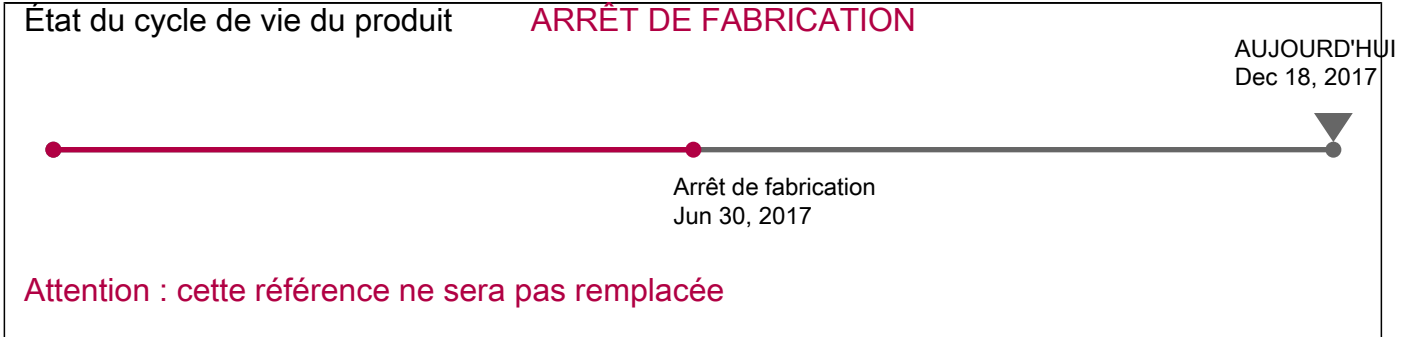 État du cycle de vie du produit ARRÊT DE FABRICATION
AUJOURD'HUI
Dec 18, 2017
Arrêt de fabrication
Jun 30, 2017
Attention : cette référence ne sera pas remplacée